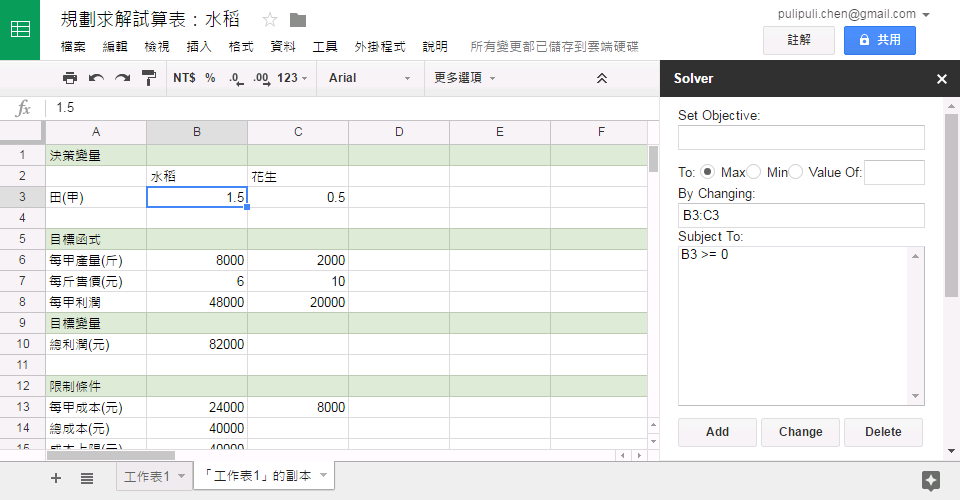 規劃求解試算表：水稻
pulipuli.chen@gmail.com
檔案 編輯 檢視 插入 格式 資料 工具 外掛程式 說明 所有變更都已儲存到雲端硬碟
註解 共用
NT$ % .0 .00 123 Arial 更多選項
fx 1.5
A B C D E F
1 決策變量
2 水稻 花生
3 田(甲) 1.5 0.5
4
5 目標函式
6 每甲產量(斤) 8000 2000
7 每斤售價(元) 6 10
8 每甲利潤 48000 20000
9 目標變量
10 總利潤(元) 82000
11
12 限制條件
13 每甲成本(元) 24000 8000
14 總成本(元) 40000
15 成本上限(元) 40000
工作表1 「工作表1」的副本
Solver
Set Objective:
To: Max Min Value Of:
By Changing:
B3:C3
Subject To:
B3 >= 0
Add Change Delete